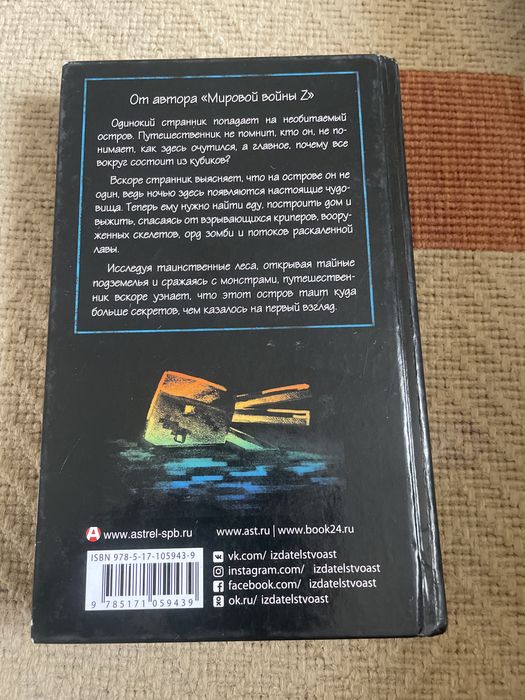 От автора «Мировой войны Z»
Одинокий странник попадает на необитаемый
остров. Путешественник не помнит, кто он, не по-
нимает, как здесь очутился, а главное, почему все
вокруг состоит из кубиков?
Вскоре странник выясняет, что на острове он не
один, ведь ночью здесь появляются настоящие чудо-
вища. Теперь ему нужно найти еду, построить дом и
выжить, спасаясь от взрывающихся криперов, воору-
женных скелетов, орд зомби и потоков раскаленной
лавы.
Исследуя таинственные леса, открывая тайные
подземелья и сражаясь с монстрами, путешествен-
ник вскоре узнает, что этот остров таит куда
больше секретов, чем казалось на первый взгляд.
A www.astrel-spb.ru www.ast.ru | www.book24.ru
ISBN 978-5-17-105943-9
9 785171 059439
vk.com/ izdatelstvoast
instagram.com/ izdatelstvoast
facebook.com/ izdatelstvoast
ok.ru/ izdatelstvoast